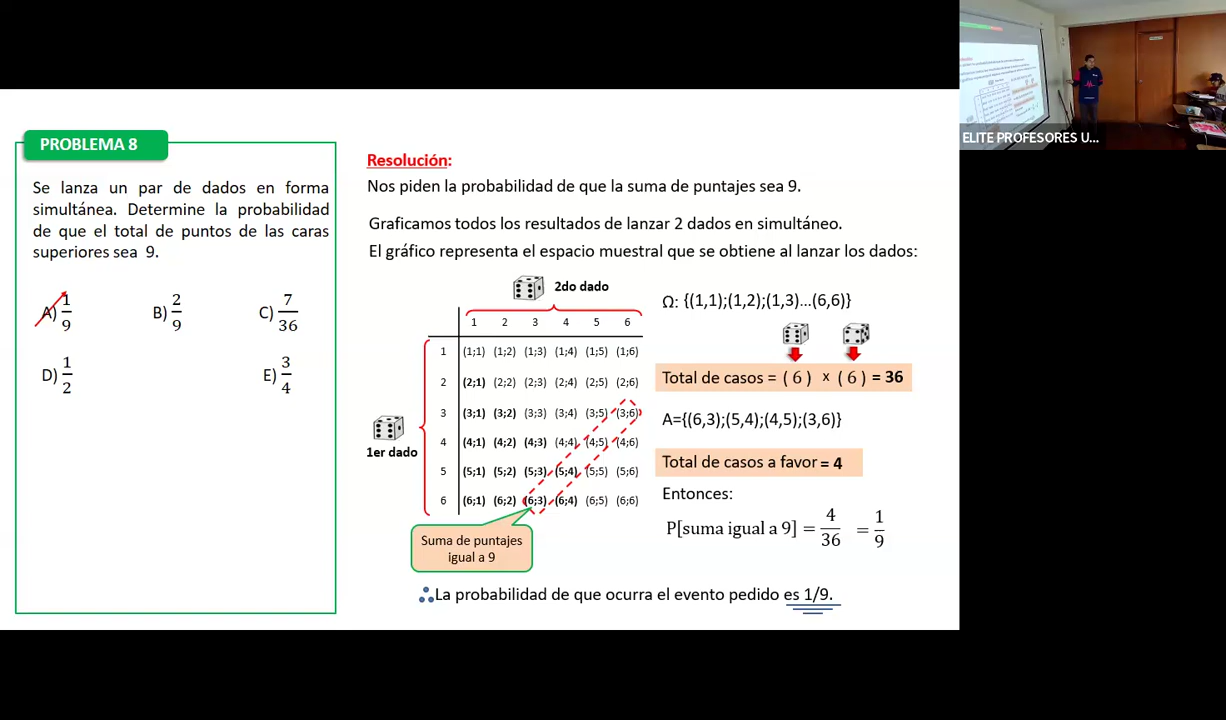 PROBLEMA 8
Se lanza un par de dados en forma
simultánea. Determine la probabilidad
de que el total de puntos de las caras
superiores sea 9.
A) 1/9 B) 2/9 C) 7/36
D) 1/2 E) 3/4
Resolución:
Nos piden la probabilidad de que la suma de puntajes sea 9.
Graficamos todos los resultados de lanzar 2 dados en simultáneo.
El gráfico representa el espacio muestral que se obtiene al lanzar los dados:
2do dado
1 2 3 4 5 6
1 (1;1) (1;2) (1;3) (1;4) (1;5) (1;6)
2 (2;1) (2;2) (2;3) (2;4) (2;5) (2;6)
3 (3;1) (3;2) (3;3) (3;4) (3;5) (3;6)
4 (4;1) (4;2) (4;3) (4;4) (4;5) (4;6)
5 (5;1) (5;2) (5;3) (5;4) (5;5) (5;6)
6 (6;1) (6;2) (6;3) (6;4) (6;5) (6;6)
1er dado
Suma de puntajes
igual a 9
Ω: {(1,1);(1,2);(1,3)...(6,6)}
Total de casos = ( 6 ) x ( 6 ) = 36
A={(6,3);(5,4);(4,5);(3,6)}
Total de casos a favor = 4
Entonces:
P[suma igual a 9] = 4/36 = 1/9
∴ La probabilidad de que ocurra el evento pedido es 1/9.
ELITE PROFESORES U...